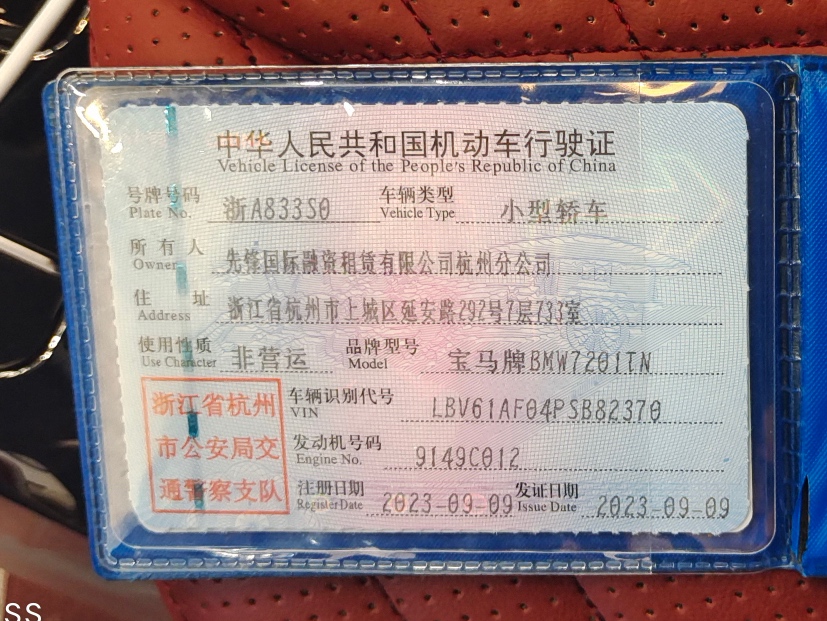 中华人民共和国机动车行驶证
Vehicle License of the People's Republic of China
号牌号码 Plate No. 浙A833S0 车辆类型 Vehicle Type 小型轿车
所有人 Owner 先锋国际融资租赁有限公司杭州分公司
住址 Address 浙江省杭州市上城区延安路292号7层733室
使用性质 Use Character 非营运 品牌型号 Model 宝马牌BMW7201TN
浙江省杭州 车辆识别代号 VIN LBV61AF04PSB82370
市公安局交 发动机号码 Engine No. 9149C012
通警察支队 注册日期 Register Date 2023-09-09 发证日期 Issue Date 2023-09-09
SS